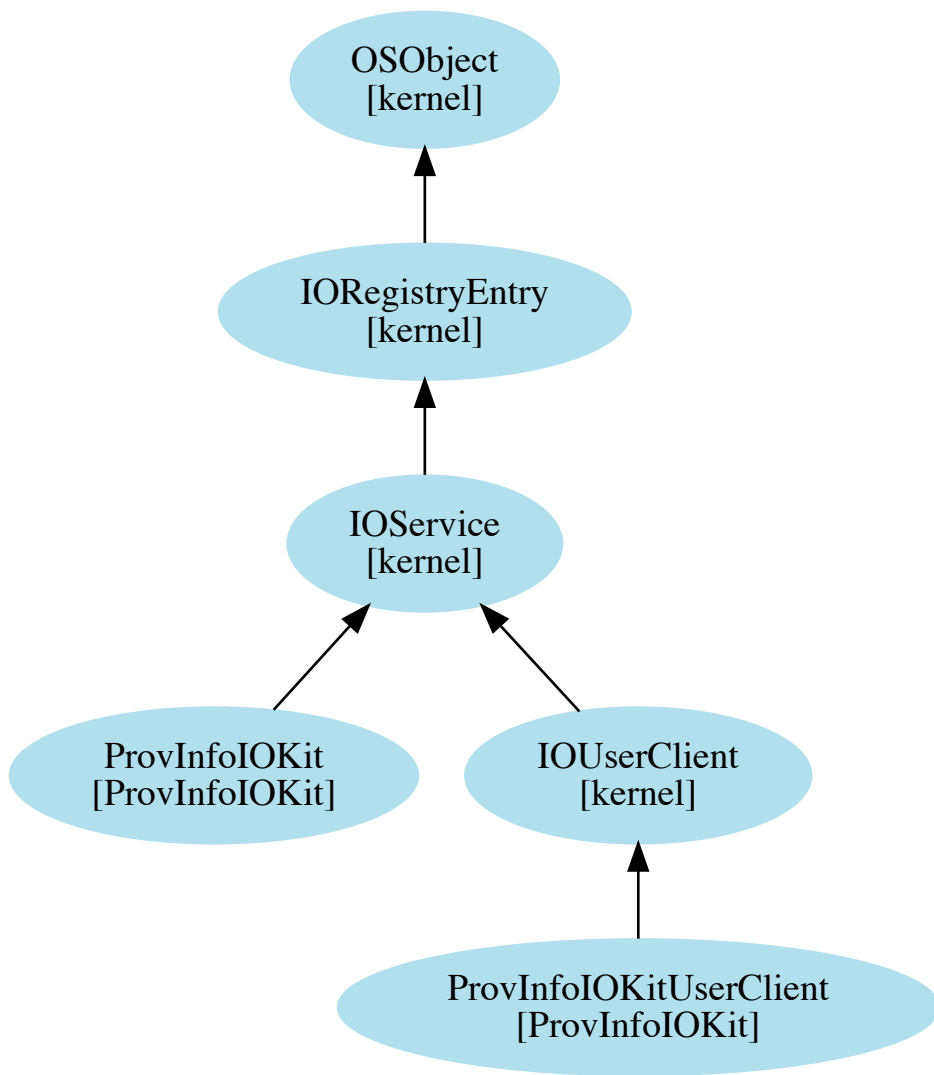 OSObject
[kernel]
IORegistryEntry
[kernel]
IOService
[kernel]
ProvInfoIOKit
[ProvInfoIOKit]
IOUserClient
[kernel]
ProvInfoIOKitUserClient
[ProvInfoIOKit]